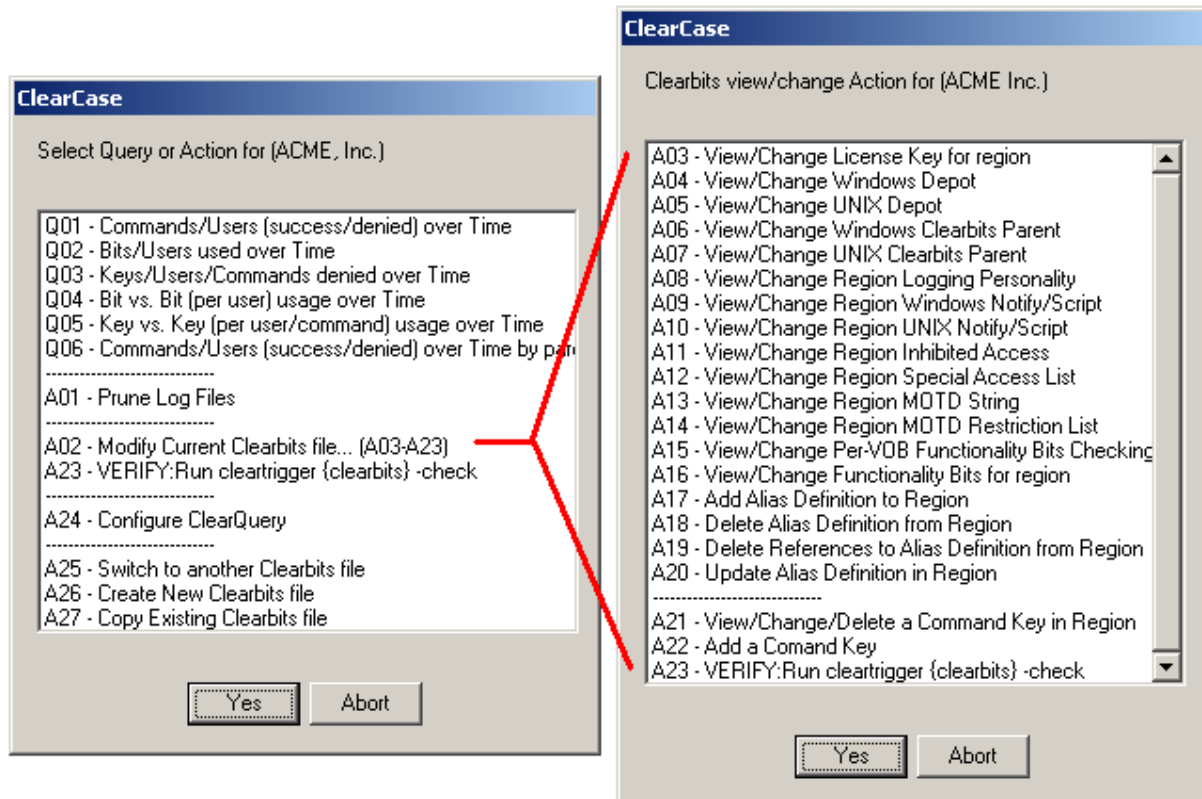 ClearCase
Select Query or Action for (ACME, Inc.)
Q01 - Commands/Users (success/denied) over Time
Q02 - Bits/Users used over Time
Q03 - Keys/Users/Commands denied over Time
Q04 - Bit vs. Bit (per user) usage over Time
Q05 - Key vs. Key (per user/command) usage over Time
Q06 - Commands/Users (success/denied) over Time by
----------------------------
A01 - Prune Log Files
----------------------------
A02 - Modify Current Clearbits file... (A03-A23)
A23 - VERIFY:Run cleartrigger {clearbits} -check
----------------------------
A24 - Configure ClearQuery
----------------------------
A25 - Switch to another Clearbits file
A26 - Create New Clearbits file
A27 - Copy Existing Clearbits file
Yes
Abort
ClearCase
Clearbits view/change Action for (ACME Inc.)
A03 - View/Change License Key for region
A04 - View/Change Windows Depot
A05 - View/Change UNIX Depot
A06 - View/Change Windows Clearbits Parent
A07 - View/Change UNIX Clearbits Parent
A08 - View/Change Region Logging Personality
A09 - View/Change Region Windows Notify/Script
A10 - View/Change Region UNIX Notify/Script
A11 - View/Change Region Inhibited Access
A12 - View/Change Region Special Access List
A13 - View/Change Region MOTD String
A14 - View/Change Region MOTD Restriction List
A15 - View/Change Per-VOB Functionality Bits Checking
A16 - View/Change Functionality Bits for region
A17 - Add Alias Definition to Region
A18 - Delete Alias Definition from Region
A19 - Delete References to Alias Definition from Region
A20 - Update Alias Definition in Region
----------------------------
A21 - View/Change/Delete a Command Key in Region
A22 - Add a Comand Key
A23 - VERIFY:Run cleartrigger {clearbits} -check
Yes
Abort